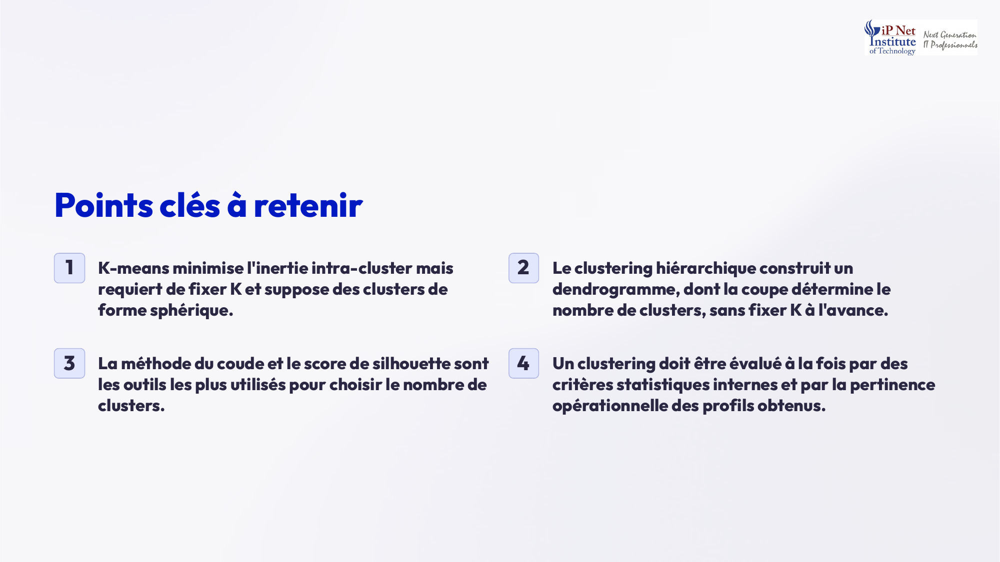 iP Net
Institute
of Technology
Next Generation
IT Professionnels
Points clés à retenir
1
K-means minimise l'inertie intra-cluster mais
requiert de fixer K et suppose des clusters de
forme sphérique.
2
Le clustering hiérarchique construit un
dendrogramme, dont la coupe détermine le
nombre de clusters, sans fixer K à l'avance.
3
La méthode du coude et le score de silhouette sont
les outils les plus utilisés pour choisir le nombre de
clusters.
4
Un clustering doit être évalué à la fois par des
critères statistiques internes et par la pertinence
opérationnelle des profils obtenus.